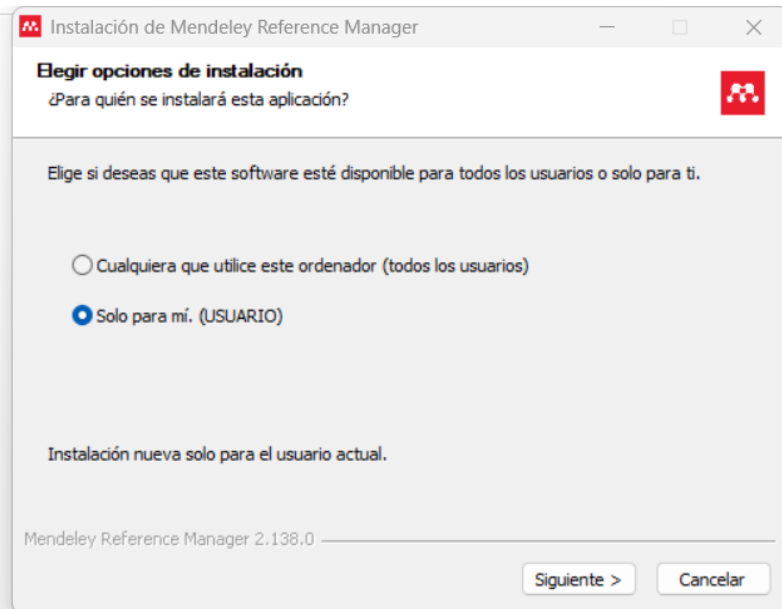 Instalación de Mendeley Reference Manager
Elegir opciones de instalación
¿Para quién se instalará esta aplicación?
Elige si deseas que este software esté disponible para todos los usuarios o solo para ti.
Cualquiera que utilice este ordenador (todos los usuarios)
Solo para mí. (USUARIO)
Instalación nueva solo para el usuario actual.
Mendeley Reference Manager 2.138.0
Siguiente > Cancelar